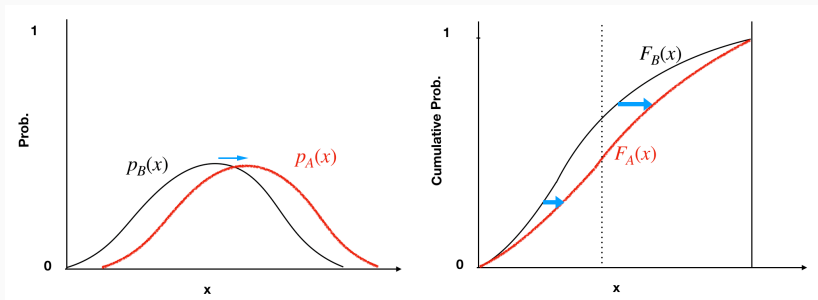 1
Prob.
p_B(x)
p_A(x)
0
x
1
Cumulative Prob.
F_B(x)
F_A(x)
0
x